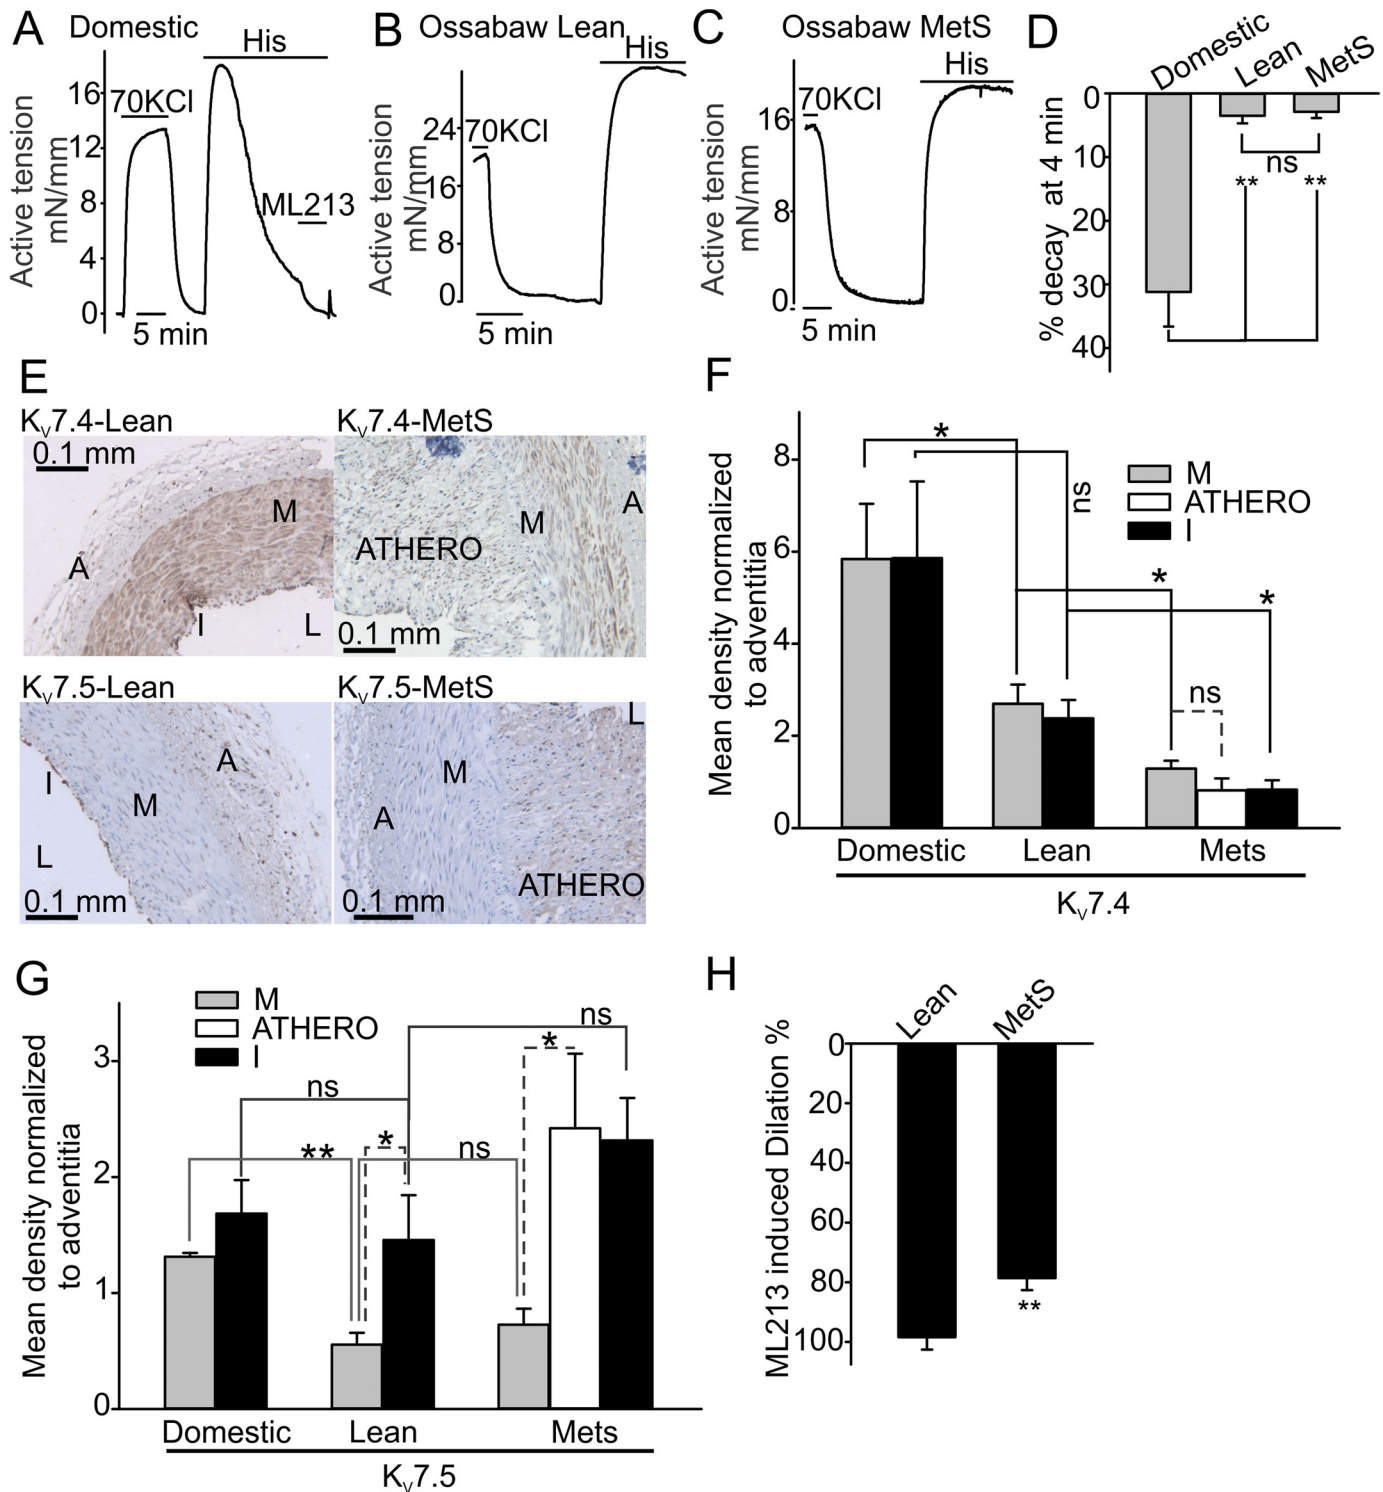 A Domestic
His
70KCl
ML213
Active tension
mN/mm
16
12
8
4
0
5 min
B Ossabaw Lean
His
70KCl
Active tension
mN/mm
24
16
8
0
5 min
C Ossabaw MetS
His
70KCl
Active tension
mN/mm
16
8
0
5 min
D
Domestic Lean MetS
% decay at 4 min
0
10
20
30
40
ns
** **
E
KV7.4-Lean
0.1 mm
M
A
I L
KV7.4-MetS
A
M
ATHERO
0.1 mm
KV7.5-Lean
A
I
M
L
0.1 mm
KV7.5-MetS
L
M
A
ATHERO
0.1 mm
F
Mean density normalized
to adventitia
8
6
4
2
0
*
ns
M
ATHERO
I
*
*
ns
Domestic Lean Mets
KV7.4
G
M
ATHERO
I
Mean density normalized
to adventitia
3
2
1
0
ns
*
ns
** * ns
Domestic Lean Mets
KV7.5
H
Lean MetS
ML213 induced Dilation %
0
20
40
60
80
100
**